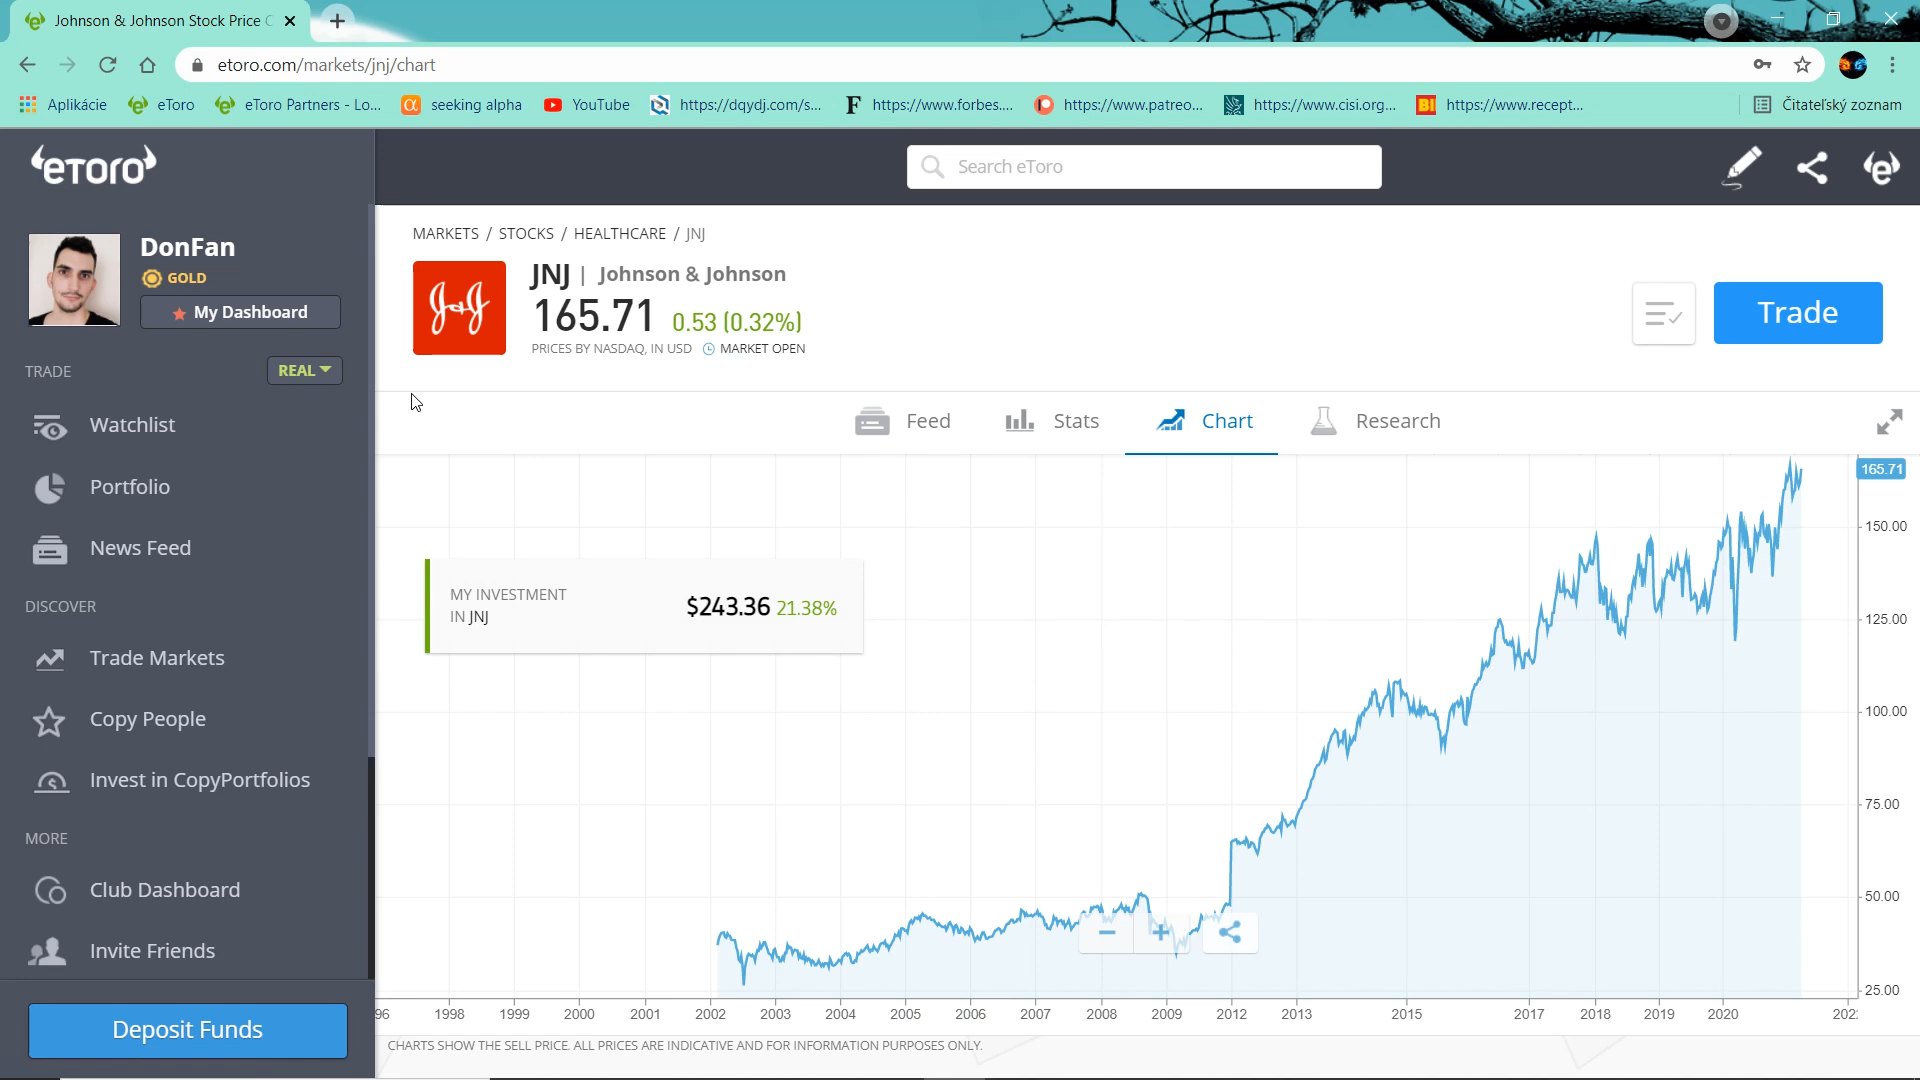 Johnson & Johnson Stock Price C
etoro.com/markets/jnj/chart
Aplikácie
eToro
eToro Partners - Lo...
seeking alpha
YouTube
https://dqydj.com/s...
https://www.forbes....
https://www.patreo...
https://www.cisi.org...
https://www.recept...
Čitateľský zoznam
eToro
Search eToro
DonFan
GOLD
My Dashboard
TRADE
REAL
Watchlist
Portfolio
News Feed
DISCOVER
Trade Markets
Copy People
Invest in CopyPortfolios
MORE
Club Dashboard
Invite Friends
Deposit Funds
MARKETS / STOCKS / HEALTHCARE / JNJ
J&J
JNJ | Johnson & Johnson
165.71 0.53 (0.32%)
PRICES BY NASDAQ, IN USD MARKET OPEN
Trade
Feed
Stats
Chart
Research
MY INVESTMENT
IN JNJ
$243.36 21.38%
165.71
150.00
125.00
100.00
75.00
50.00
25.00
96 1998 1999 2000 2001 2002 2003 2004 2005 2006 2007 2008 2009 2012 2013 2015 2017 2018 2019 2020 202
CHARTS SHOW THE SELL PRICE. ALL PRICES ARE INDICATIVE AND FOR INFORMATION PURPOSES ONLY.